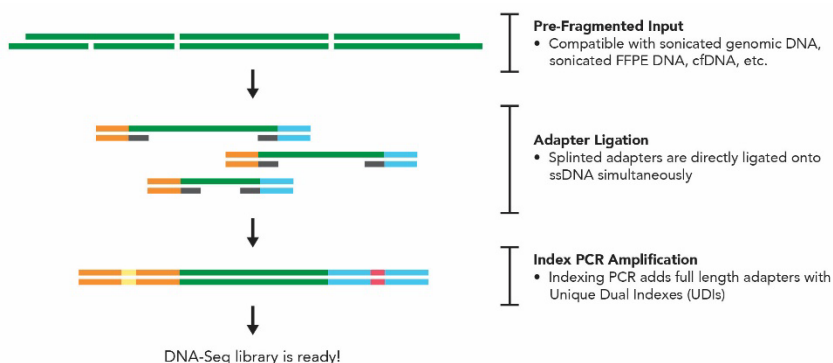 Pre-Fragmented Input
• Compatible with sonicated genomic DNA,
sonicated FFPE DNA, cfDNA, etc.
Adapter Ligation
• Splinted adapters are directly ligated onto
ssDNA simultaneously
Index PCR Amplification
• Indexing PCR adds full length adapters with
Unique Dual Indexes (UDIs)
DNA-Seq library is ready!